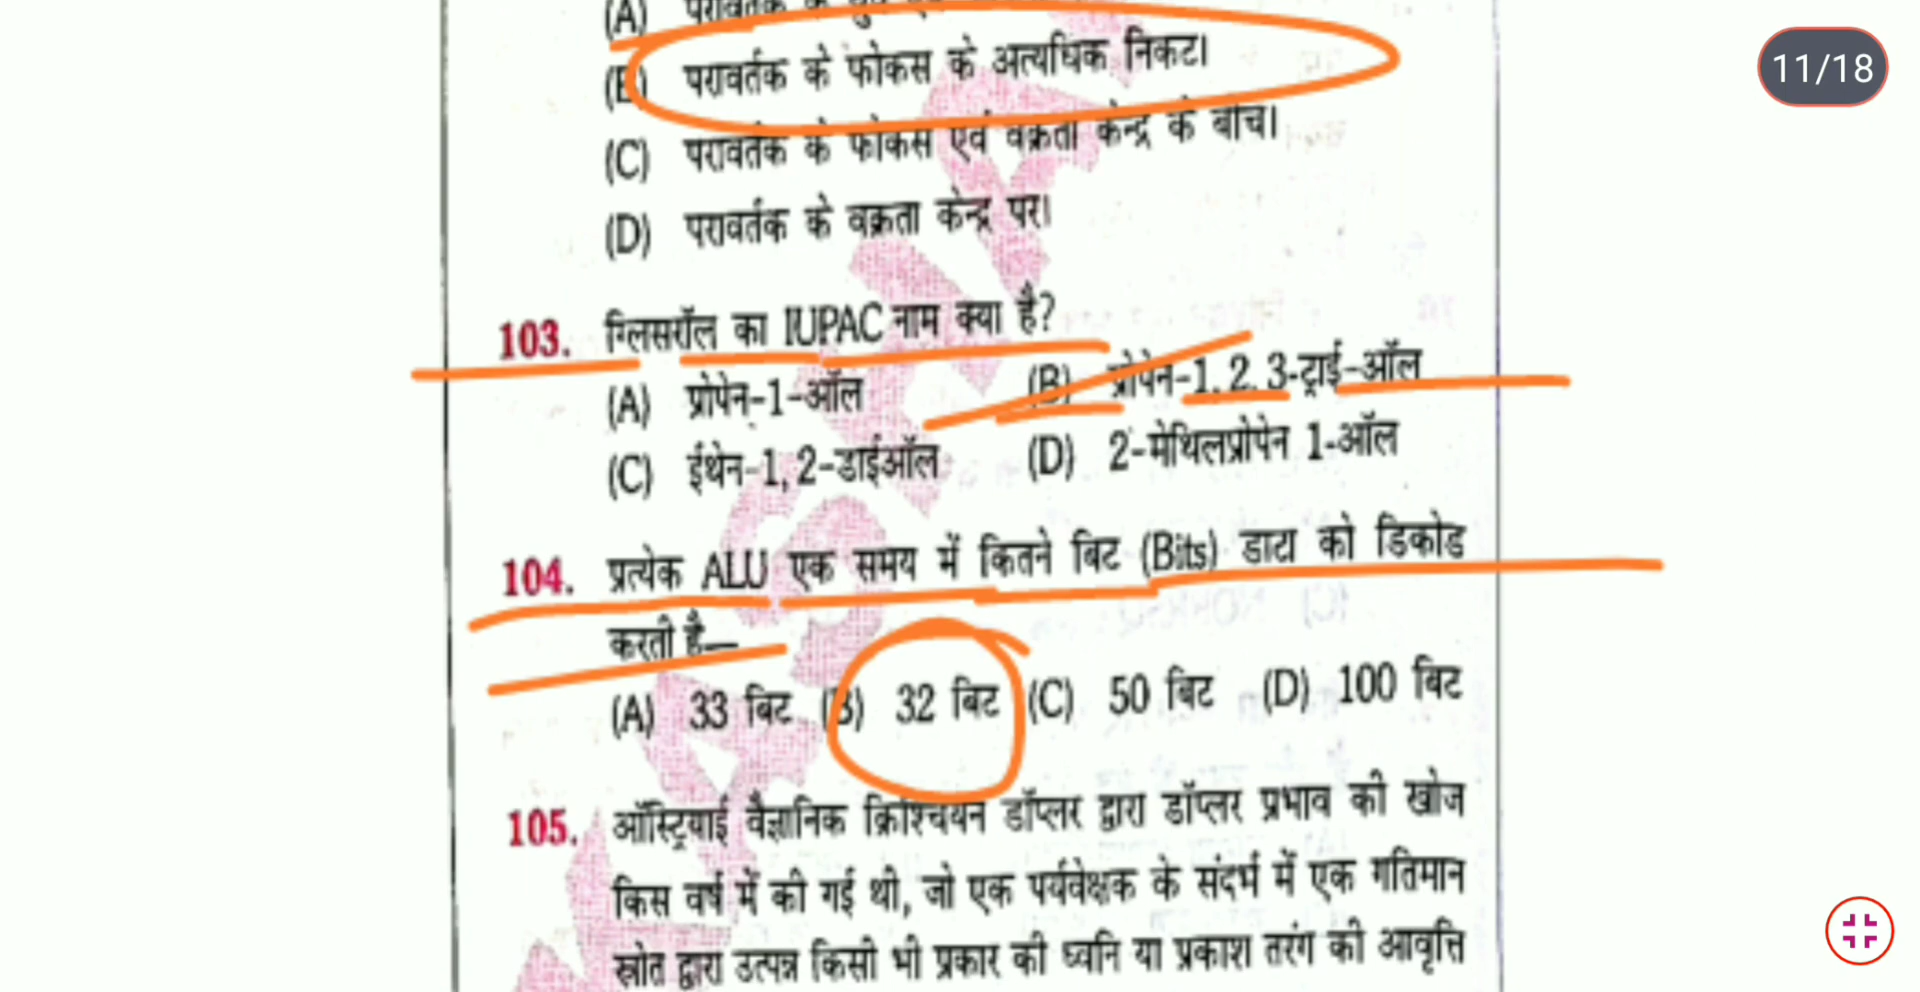 (A) परावर्तक के
11/18
(B) परावर्तक के फोकस के अत्यधिक निकट।
(C) परावर्तक के फोकस एवं वक्रता केन्द्र के बीच।
(D) परावर्तक के वक्रता केन्द्र पर।
103. ग्लिसरॉल का IUPAC नाम क्या है?
(A) प्रोपेन-1-ऑल (B) प्रोपेन-1, 2, 3-ट्राई-ऑल
(C) ईथेन-1, 2-डाईऑल (D) 2-मेथिलप्रोपेन 1-ऑल
104. प्रत्येक ALU एक समय में कितने बिट (Bits) डाटा को डिकोड
करती है—
(A) 33 बिट (B) 32 बिट (C) 50 बिट (D) 100 बिट
105. ऑस्ट्रियाई वैज्ञानिक क्रिश्चियन डॉप्लर द्वारा डॉप्लर प्रभाव की खोज
किस वर्ष में की गई थी, जो एक पर्यवेक्षक के संदर्भ में एक गतिमान
स्रोत द्वारा उत्पन्न किसी भी प्रकार की ध्वनि या प्रकाश तरंग की आवृत्ति